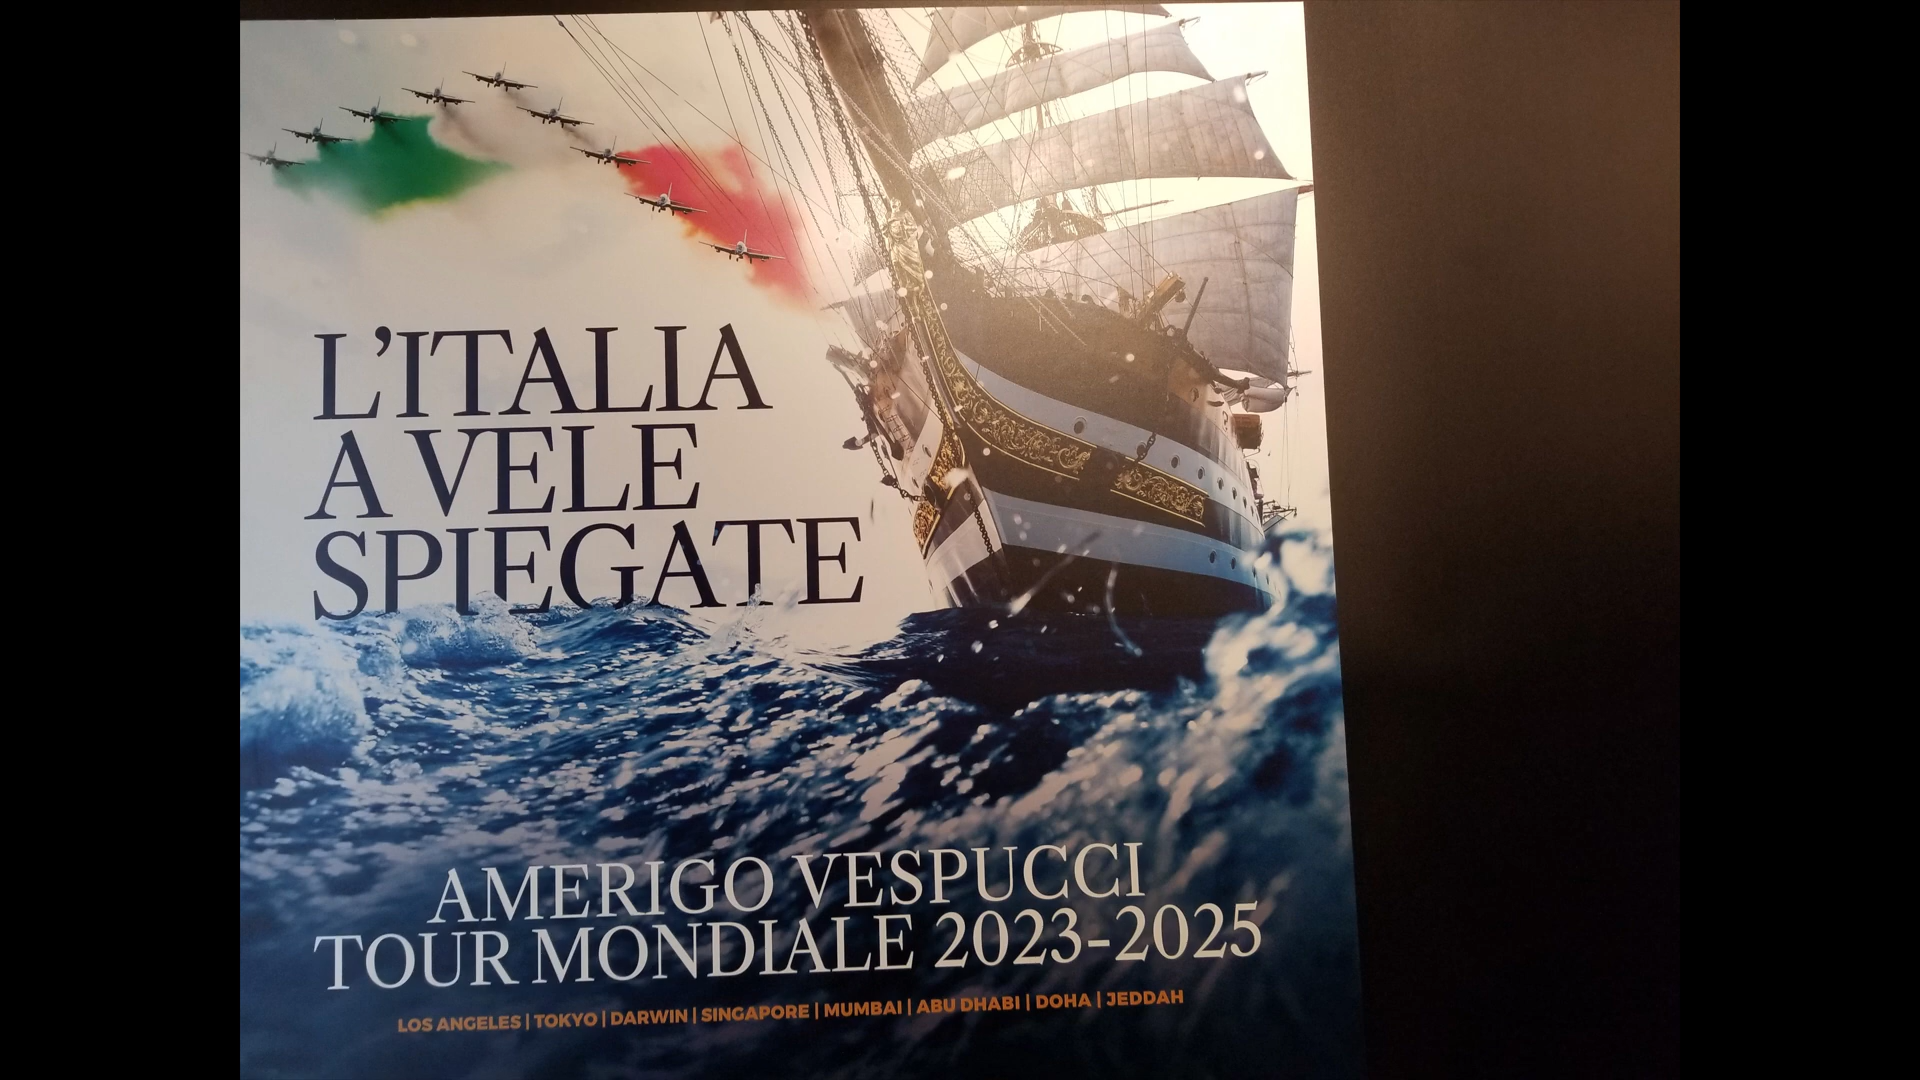 L'ITALIA
A VELE
SPIEGATE
AMERIGO VESPUCCI
TOUR MONDIALE 2023-2025
LOS ANGELES | TOKYO | DARWIN | SINGAPORE | MUMBAI | ABU DHABI | DOHA | JEDDAH